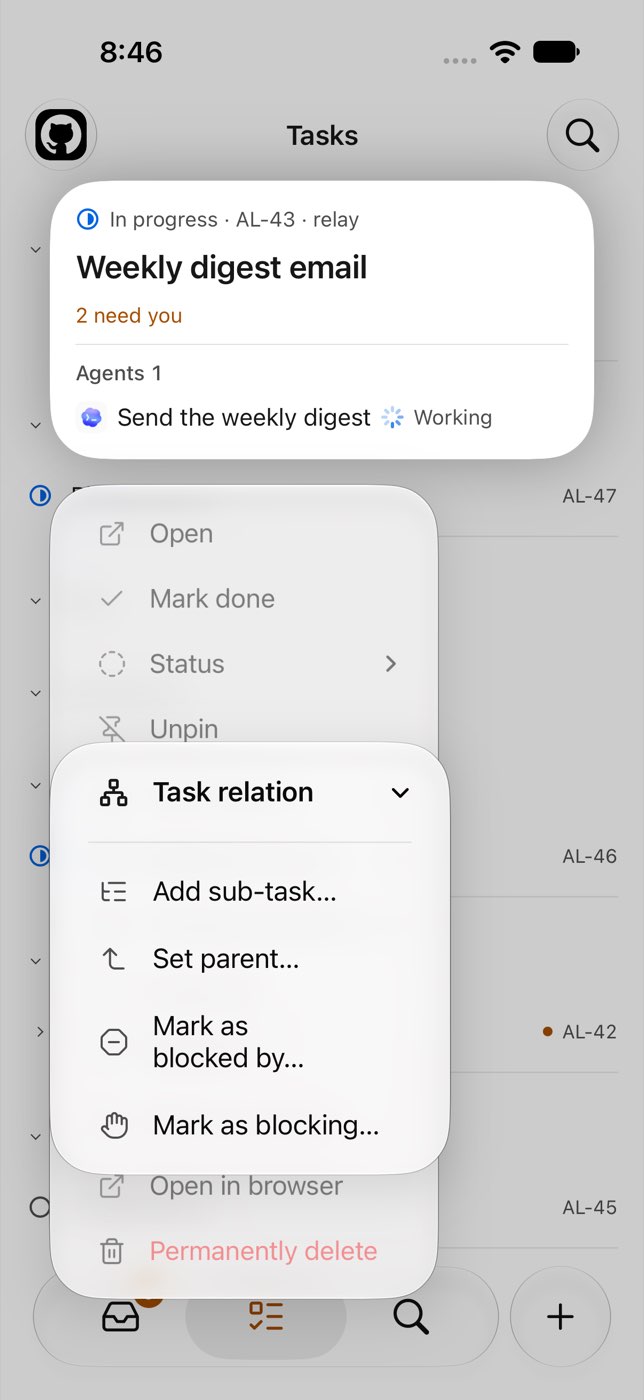 8:46
Tasks
In progress · AL-43 · relay
Weekly digest email
2 need you
Agents 1
Send the weekly digest Working
AL-47
Open
Mark done
Status
Unpin
Task relation
AL-46
Add sub-task...
Set parent...
Mark as
blocked by...
AL-42
Mark as blocking...
Open in browser
AL-45
Permanently delete